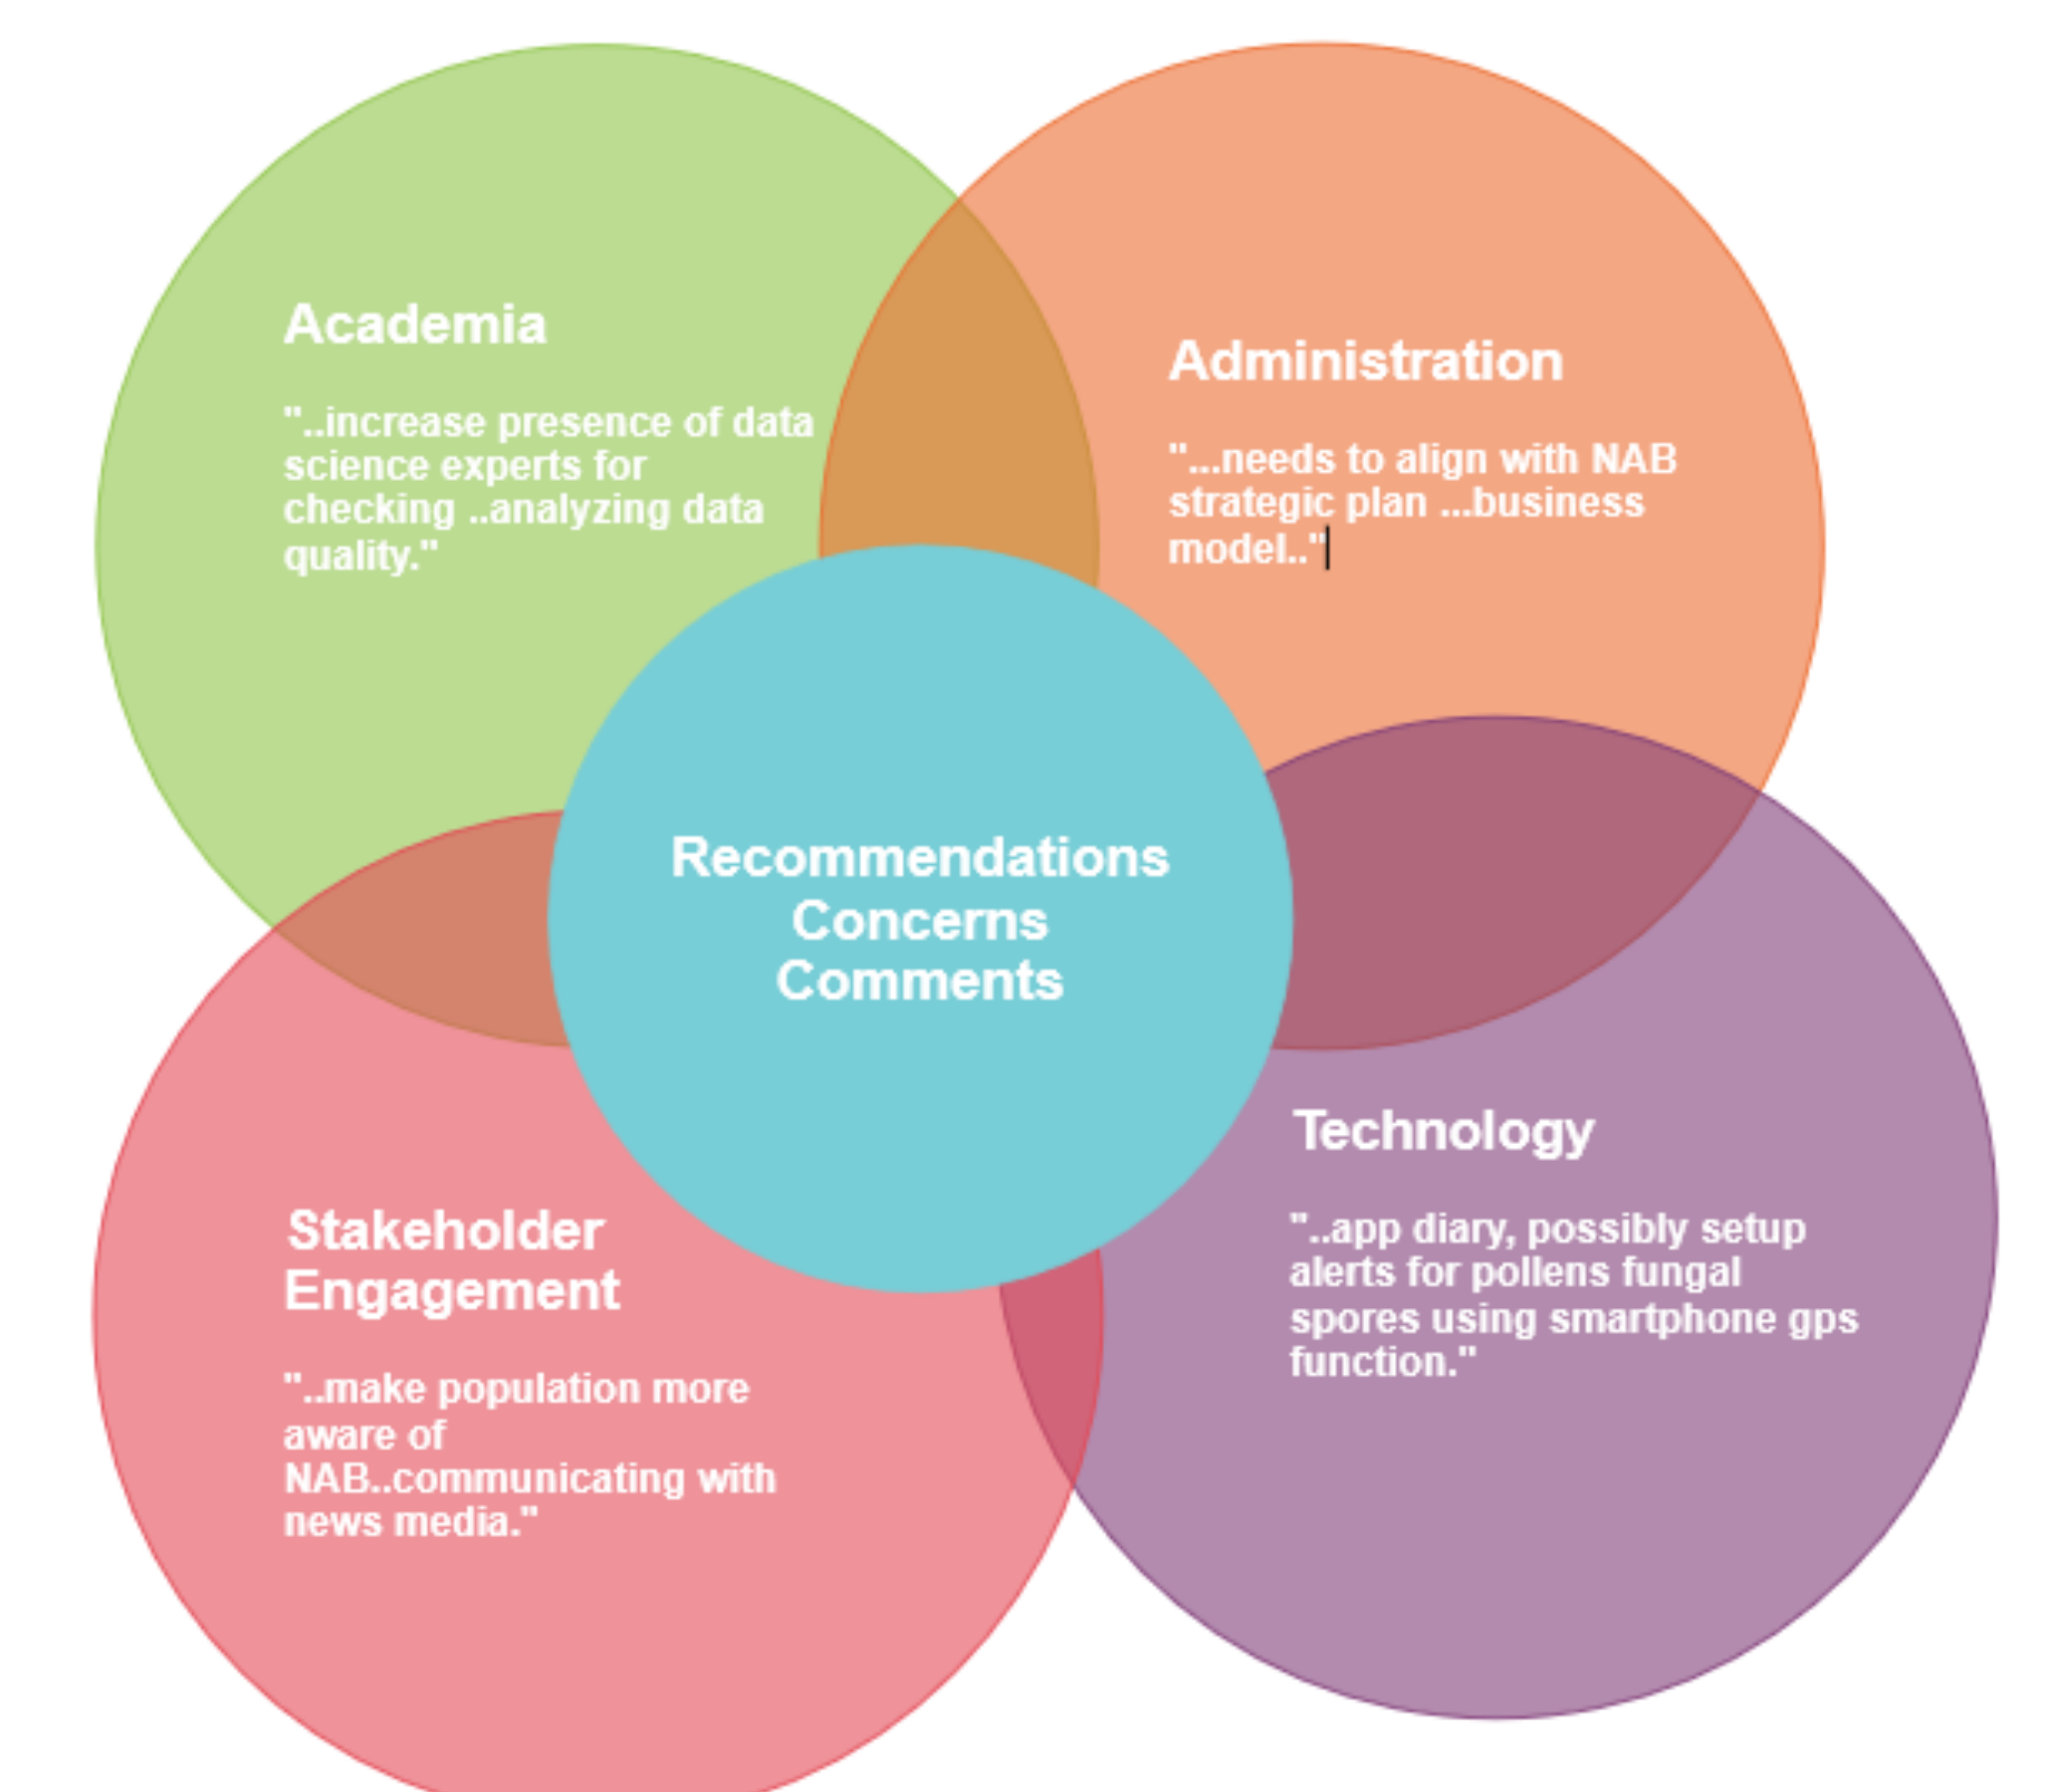 Academia
"..increase presence of data
science experts for
checking ..analyzing data
quality."
Administration
"...needs to align with NAB
strategic plan ...business
model.."
Recommendations
Concerns
Comments
Technology
"..app diary, possibly setup
alerts for pollens fungal
spores using smartphone gps
function."
Stakeholder
Engagement
"..make population more
aware of
NAB..communicating with
news media."